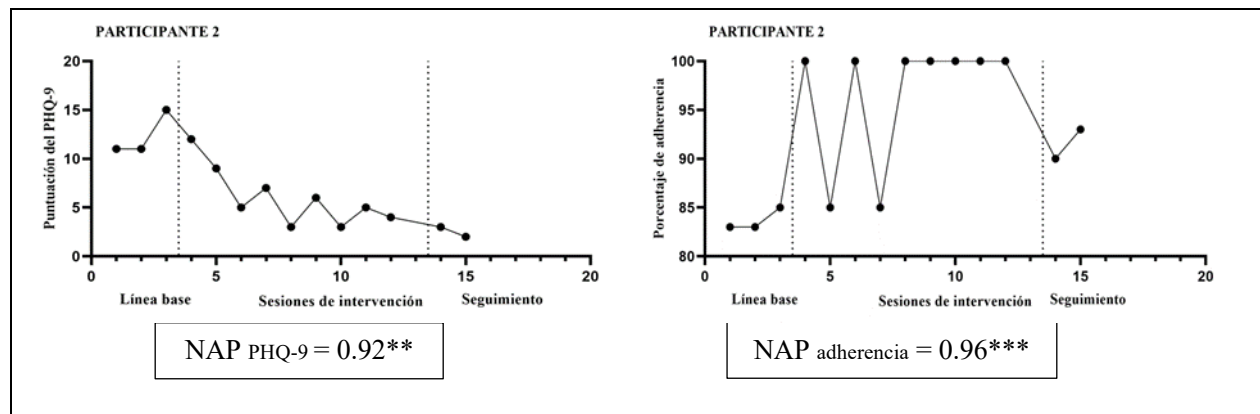 PARTICIPANTE 2
Puntuación del PHQ-9
20
15
10
5
0
0 5 10 15 20
Línea base Sesiones de intervención Seguimiento
NAP PHQ-9 = 0.92**
PARTICIPANTE 2
Porcentaje de adherencia
100
95
90
85
80
0 5 10 15 20
Línea base Sesiones de intervención Seguimiento
NAP adherencia = 0.96***